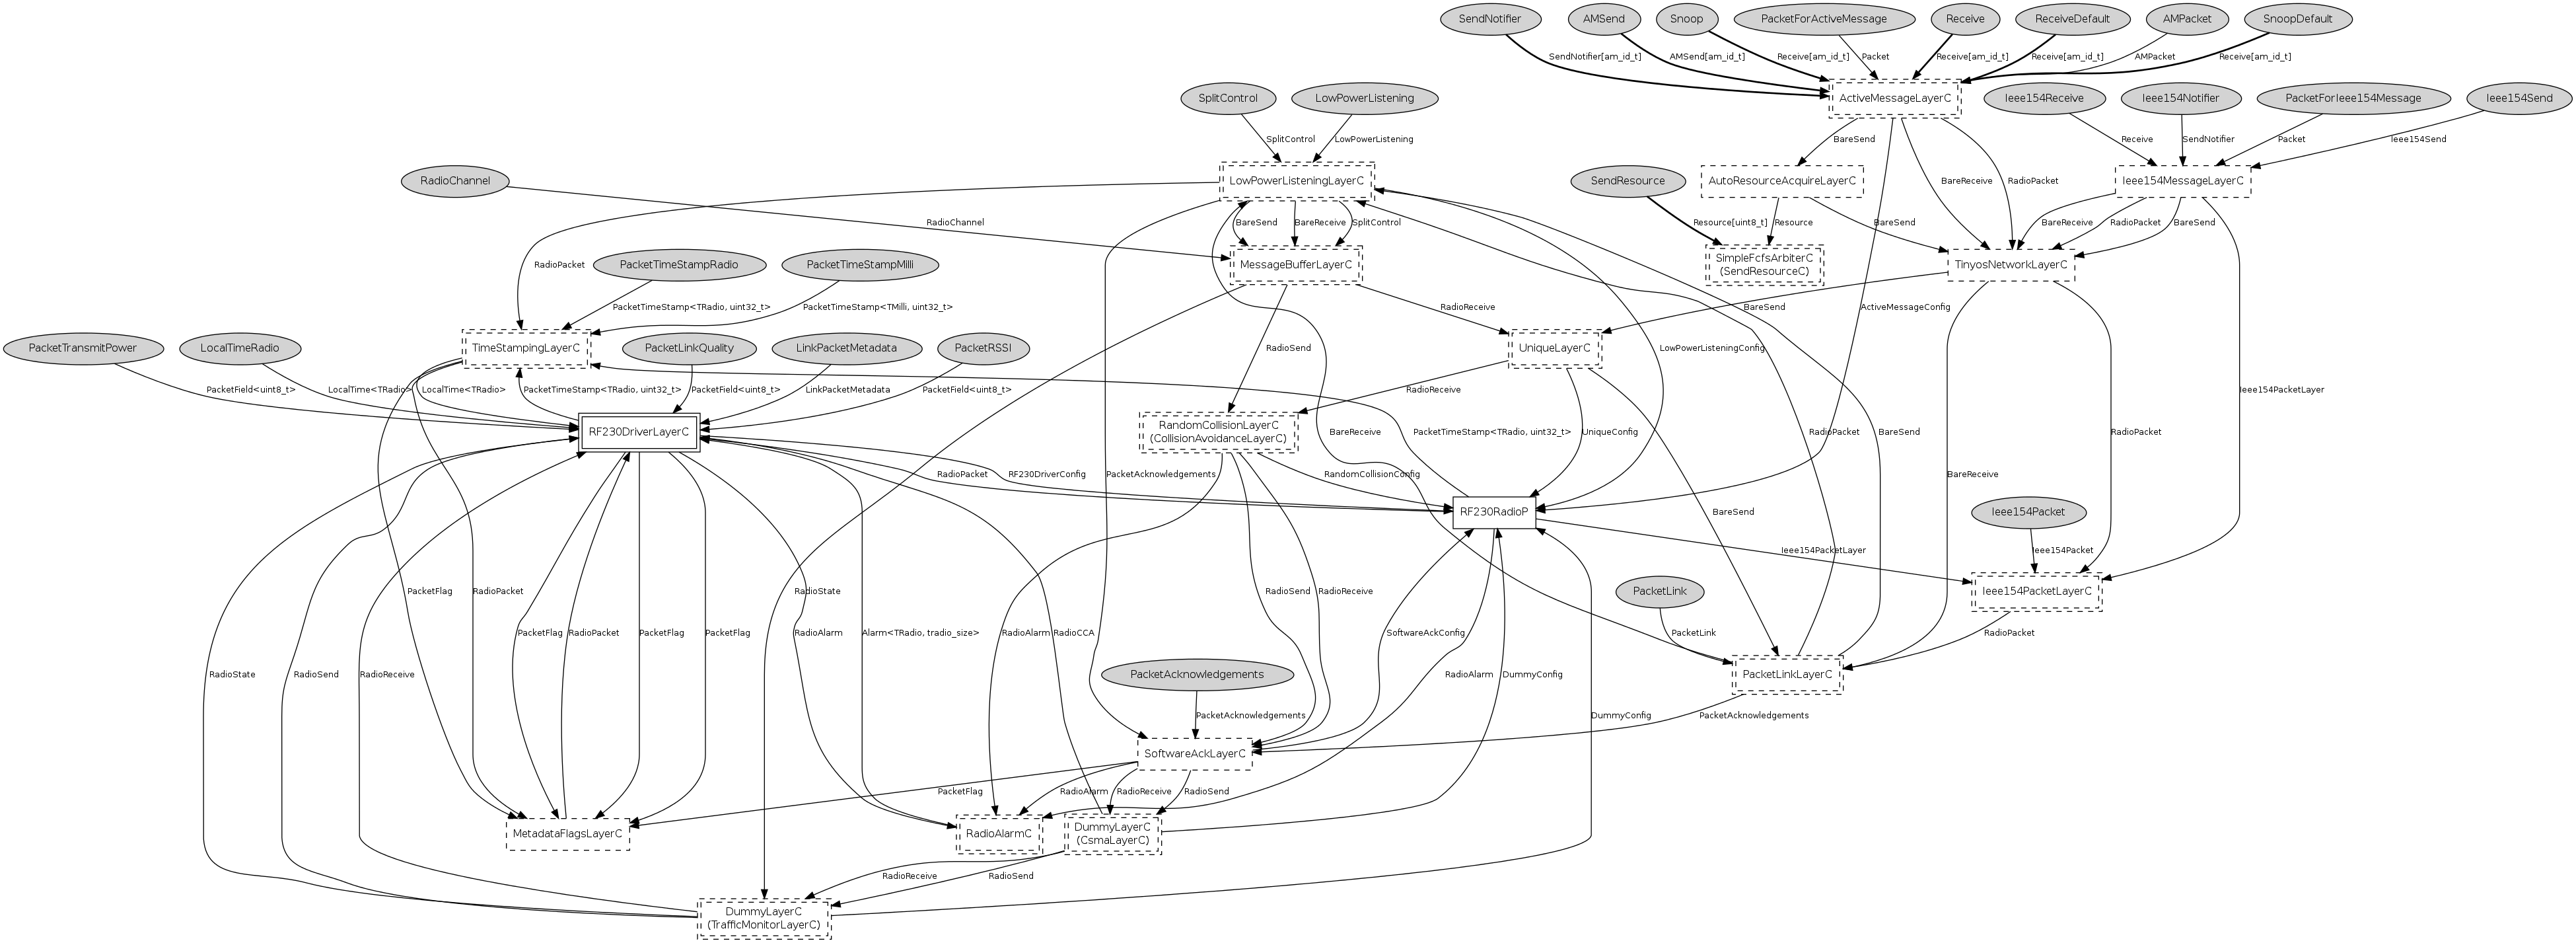 SendNotifier
AMSend
Snoop
PacketForActiveMessage
Receive
ReceiveDefault
AMPacket
SnoopDefault
SendNotifier[am_id_t]
AMSend[am_id_t]
Receive[am_id_t]
Packet
Receive[am_id_t]
Receive[am_id_t]
AMPacket
Receive[am_id_t]
SplitControl
LowPowerListening
ActiveMessageLayerC
Ieee154Receive
Ieee154Notifier
PacketForIeee154Message
Ieee154Send
SplitControl
LowPowerListening
BareSend
Receive
SendNotifier
Packet
Ieee154Send
RadioChannel
LowPowerListeningLayerC
SendResource
AutoResourceAcquireLayerC
BareReceive
RadioPacket
Ieee154MessageLayerC
RadioChannel
BareSend
BareReceive
SplitControl
Resource[uint8_t]
Resource
BareSend
BareReceive
RadioPacket
BareSend
RadioPacket
PacketTimeStampRadio
PacketTimeStampMilli
MessageBufferLayerC
SimpleFcfsArbiterC
(SendResourceC)
TinyosNetworkLayerC
PacketTimeStamp<TRadio, uint32_t>
PacketTimeStamp<TMilli, uint32_t>
RadioReceive
BareSend
ActiveMessageConfig
PacketTransmitPower
LocalTimeRadio
TimeStampingLayerC
PacketLinkQuality
LinkPacketMetadata
PacketRSSI
RadioSend
UniqueLayerC
LowPowerListeningConfig
PacketField<uint8_t>
LocalTime<TRadio>
LocalTime<TRadio>
PacketTimeStamp<TRadio, uint32_t>
PacketField<uint8_t>
LinkPacketMetadata
PacketField<uint8_t>
RadioReceive
Ieee154PacketLayer
RF230DriverLayerC
RandomCollisionLayerC
(CollisionAvoidanceLayerC)
BareReceive
PacketTimeStamp<TRadio, uint32_t>
UniqueConfig
RadioPacket
BareSend
RadioPacket
RadioPacket
RF230DriverConfig
PacketAcknowledgements
RandomCollisionConfig
BareReceive
RF230RadioP
BareSend
Ieee154Packet
Ieee154PacketLayer
Ieee154Packet
PacketFlag
RadioPacket
RadioState
RadioSend
RadioReceive
PacketLink
Ieee154PacketLayerC
PacketFlag
RadioPacket
PacketFlag
PacketFlag
RadioAlarm
Alarm<TRadio, tradio_size>
RadioCCA
RadioAlarm
SoftwareAckConfig
PacketLink
RadioPacket
RadioState
RadioSend
RadioReceive
PacketAcknowledgements
RadioAlarm
DummyConfig
PacketLinkLayerC
PacketAcknowledgements
DummyConfig
PacketAcknowledgements
SoftwareAckLayerC
PacketFlag
RadioAlarm
RadioReceive
RadioSend
MetadataFlagsLayerC
RadioAlarmC
DummyLayerC
(CsmaLayerC)
RadioReceive
RadioSend
DummyLayerC
(TrafficMonitorLayerC)